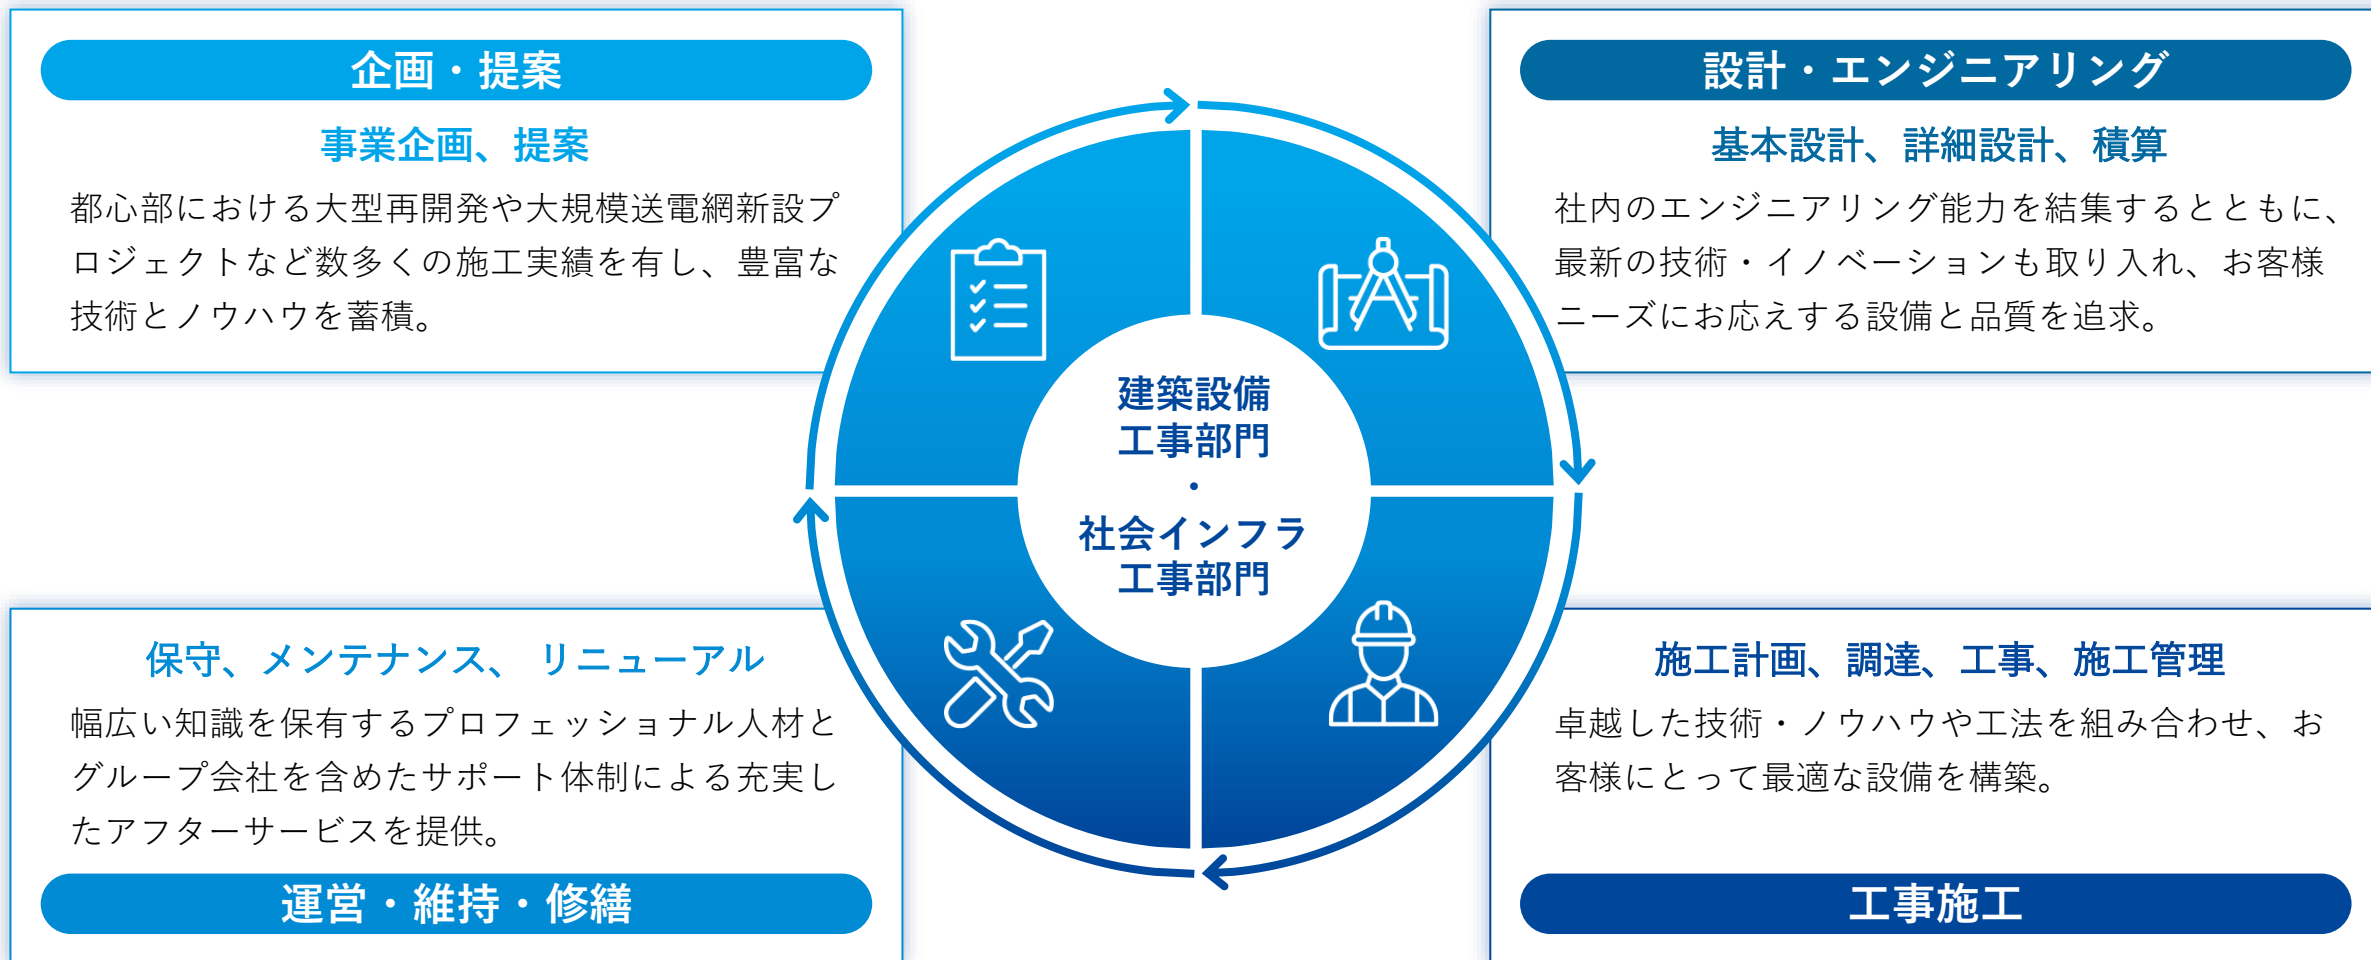 企画・提案
事業企画、提案
都心部における大型再開発や大規模送電網新設プ
ロジェクトなど数多くの施工実績を有し、豊富な
技術とノウハウを蓄積。
設計・エンジニアリング
基本設計、詳細設計、積算
社内のエンジニアリング能力を結集するとともに、
最新の技術・イノベーションも取り入れ、お客様
ニーズにお応えする設備と品質を追求。
建築設備
工事部門
・
社会インフラ
工事部門
保守、メンテナンス、 リニューアル
幅広い知識を保有するプロフェッショナル人材と
グループ会社を含めたサポート体制による充実し
たアフターサービスを提供。
運営・維持・修繕
施工計画、調達、工事、施工管理
卓越した技術・ノウハウや工法を組み合わせ、お
客様にとって最適な設備を構築。
工事施工